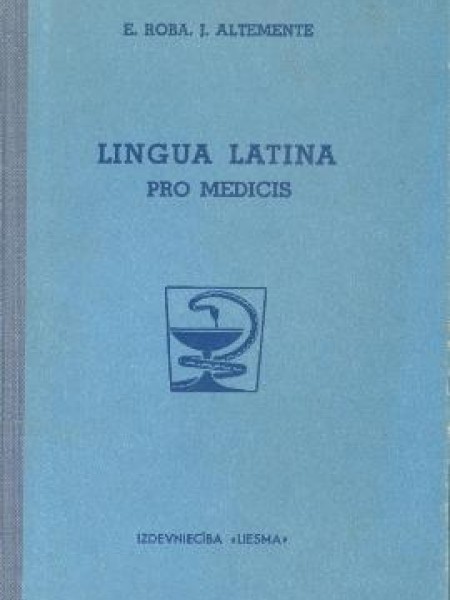 E. ROBA, J. ALTEMENTE
LINGUA LATINA
PRO MEDICIS
IZDEVNIECĪBA «LIESMA»